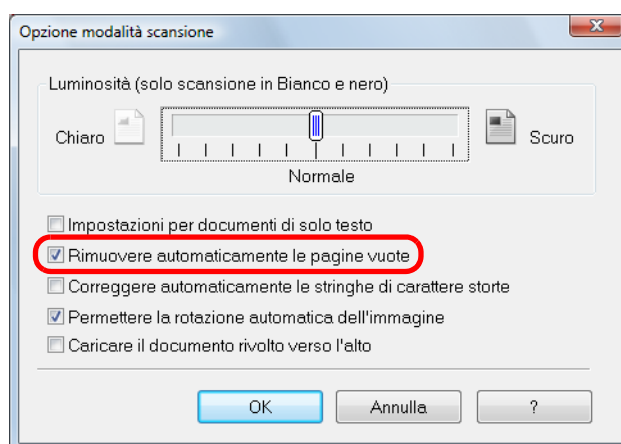 Opzione modalità scansione
Luminosità (solo scansione in Bianco e nero)
Chiaro
Scuro
Normale
Impostazioni per documenti di solo testo
Rimuovere automaticamente le pagine vuote
Correggere automaticamente le stringhe di carattere storte
Permettere la rotazione automatica dell'immagine
Caricare il documento rivolto verso l'alto
OK
Annulla
?